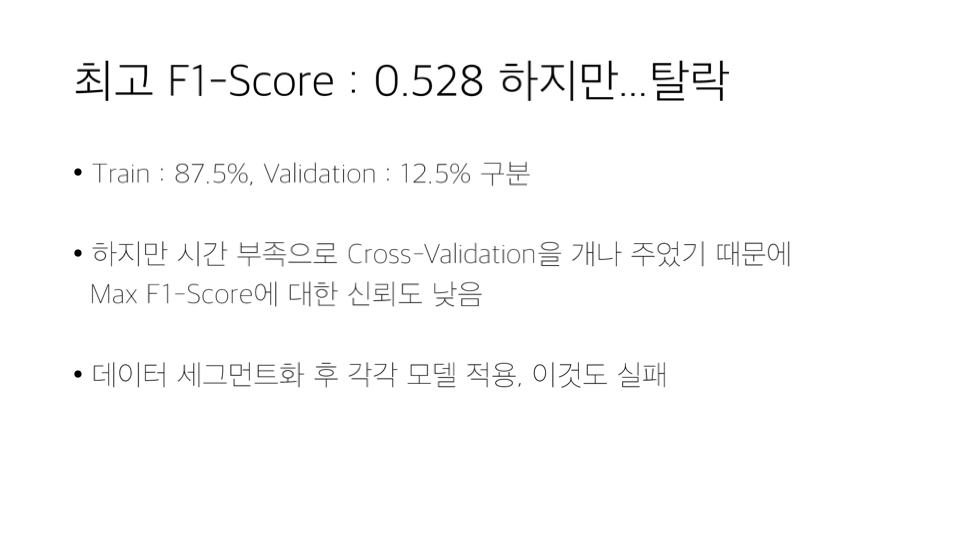 최고 F1-Score : 0.528 하지만...탈락
• Train : 87.5%, Validation : 12.5% 구분
• 하지만 시간 부족으로 Cross-Validation을 개나 주었기 때문에
Max F1-Score에 대한 신뢰도 낮음
• 데이터 세그먼트화 후 각각 모델 적용, 이것도 실패